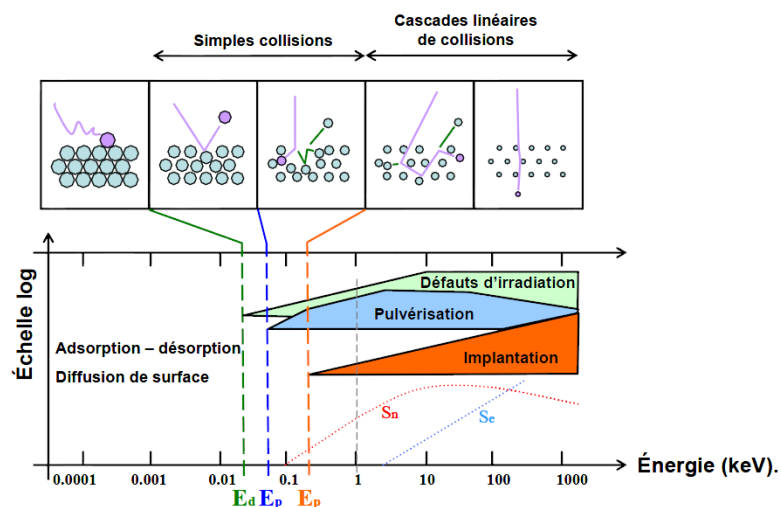 Simples collisions
Cascades linéaires
de collisions
Échelle log
Défauts d’irradiation
Pulvérisation
Adsorption – désorption
Diffusion de surface
Implantation
Sn
Se
0.0001 0.001 0.01 0.1 1 10 100 1000
Énergie (keV).
Ed Ep Ep